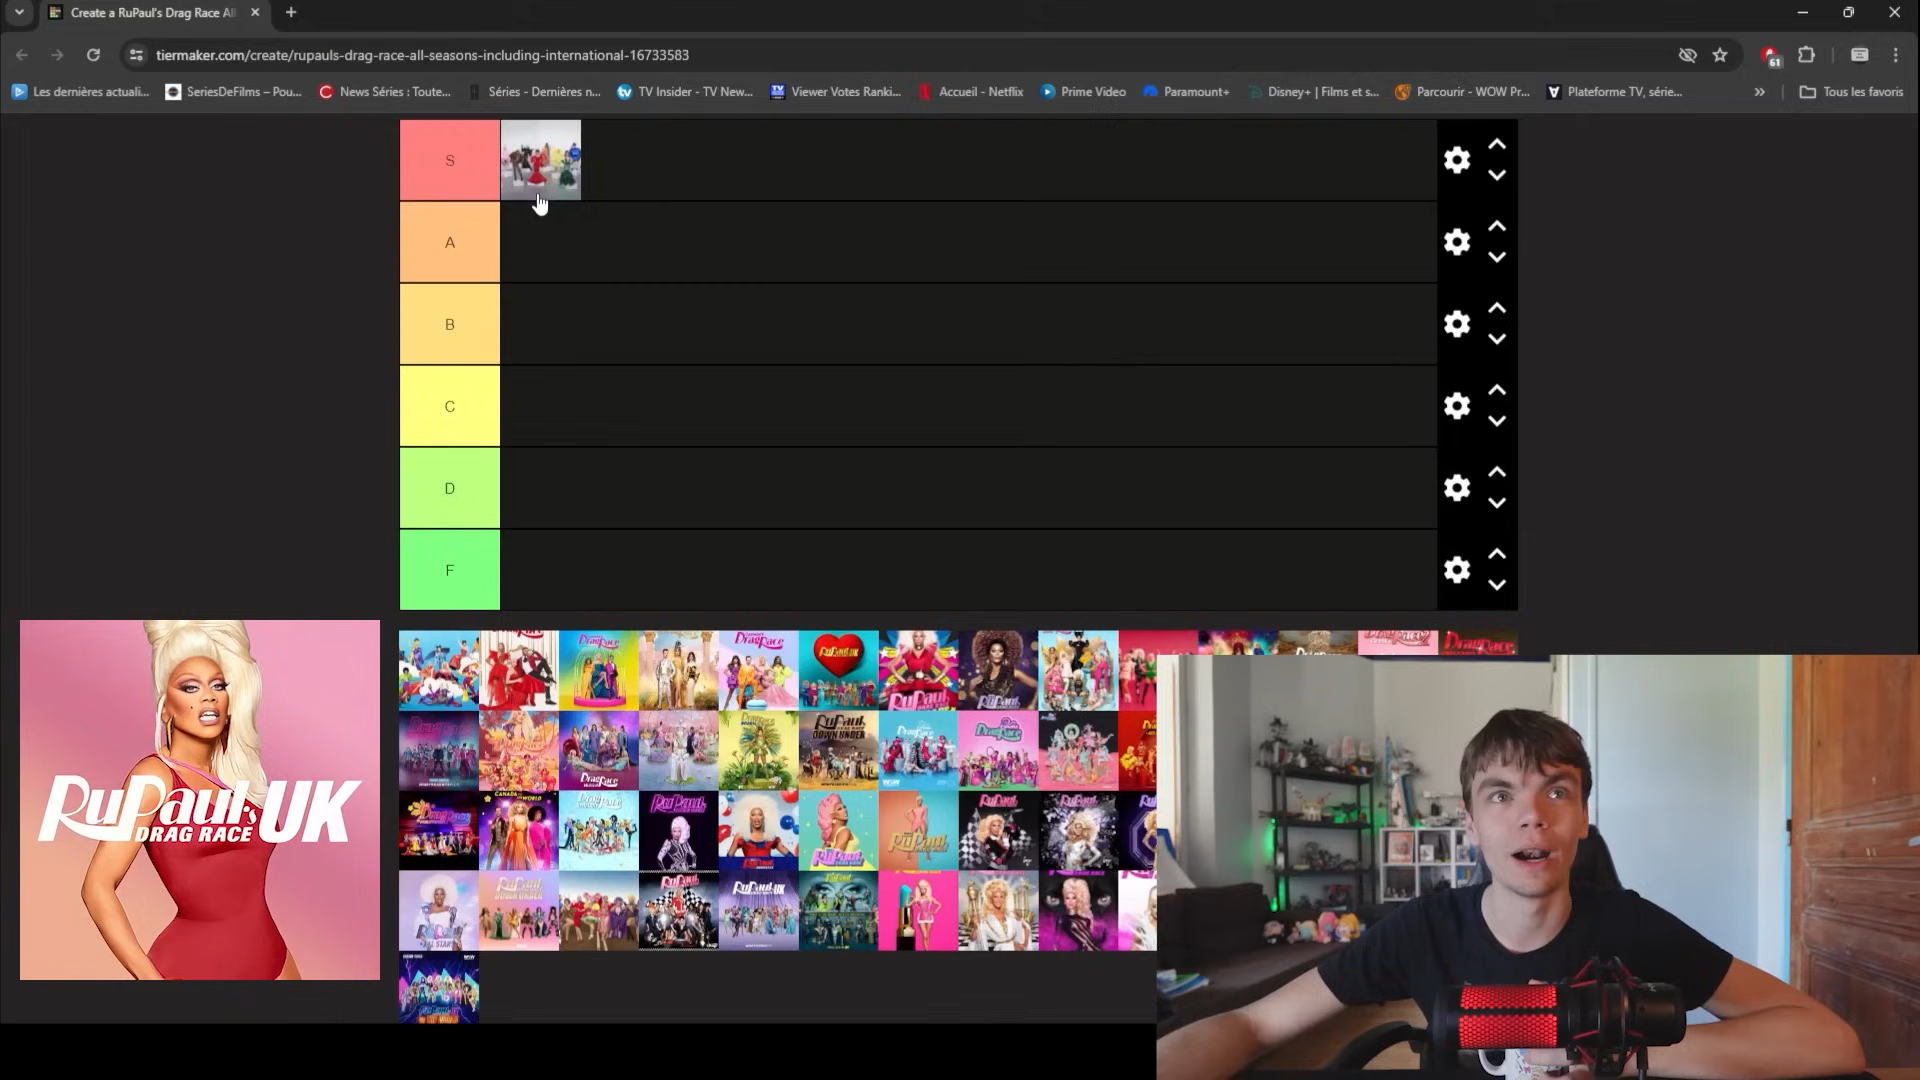 Create a RuPaul's Drag Race All
tiermaker.com/create/rupauls-drag-race-all-seasons-including-international-16733583
61
Les dernières actuali...
SeriesDeFilms – Pou...
News Séries : Toute...
Séries - Dernières n...
TV Insider - TV New...
Viewer Votes Ranki...
Accueil - Netflix
Prime Video
Paramount+
Disney+ | Films et s...
Parcourir - WOW Pr...
Plateforme TV, série...
Tous les favoris
S
A
B
C
D
F
RuPaul's UK
DRAG RACE